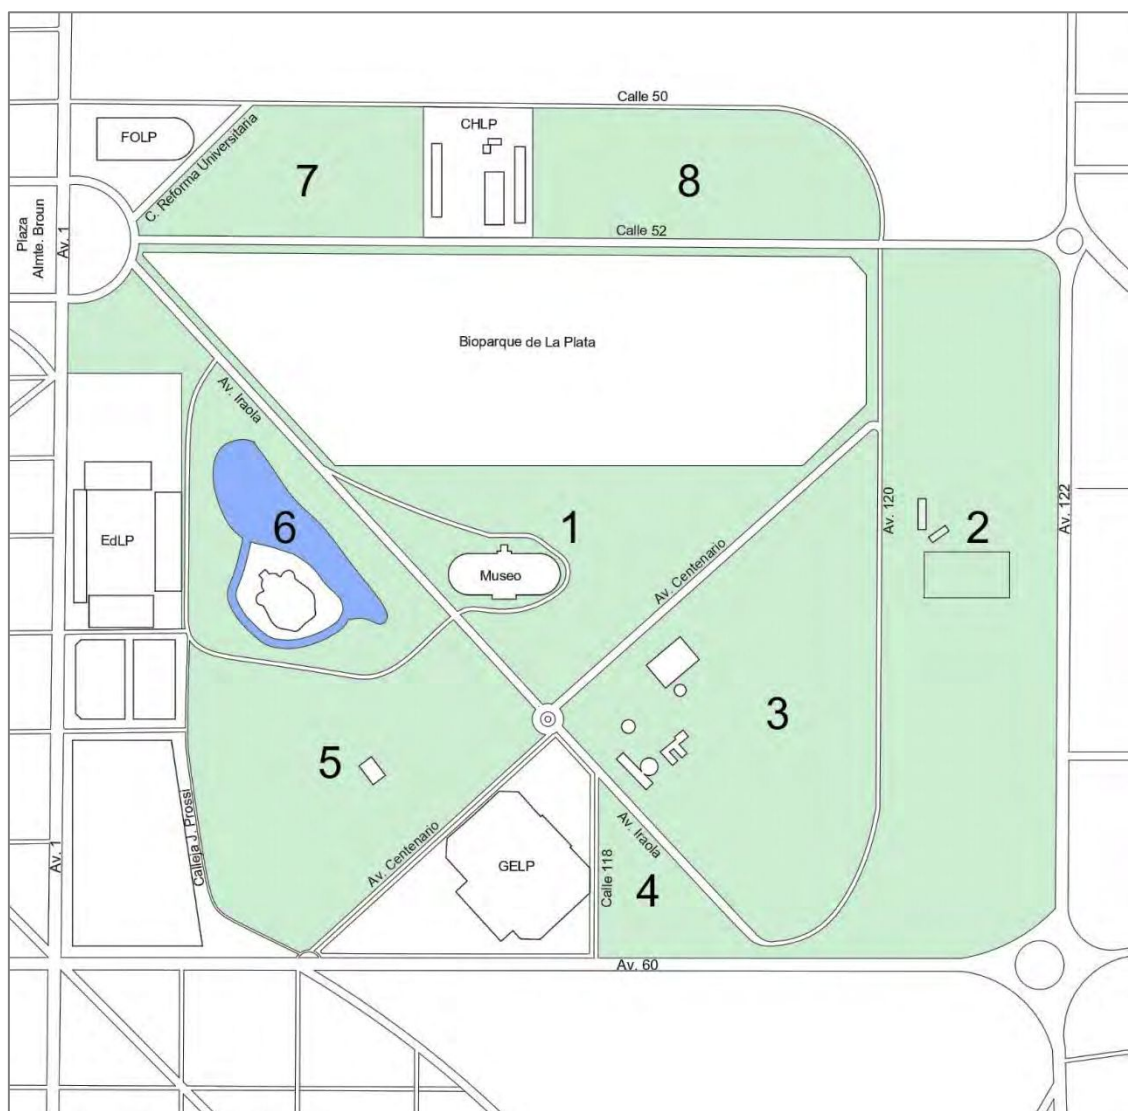 Calle 50
FOLP
C. Reforma Universitaria
CHLP
7
8
Plaza
Almte. Broun
Av. 1
Calle 52
Bioparque de La Plata
Av. Iraola
EdLP
6
1
Museo
Av. Centenario
Av. 120
2
Av. 122
5
3
Calleja J. Prossi
Av. 1
Av. Centenario
GELP
Calle 118
4
Av. Iraola
Av. 60